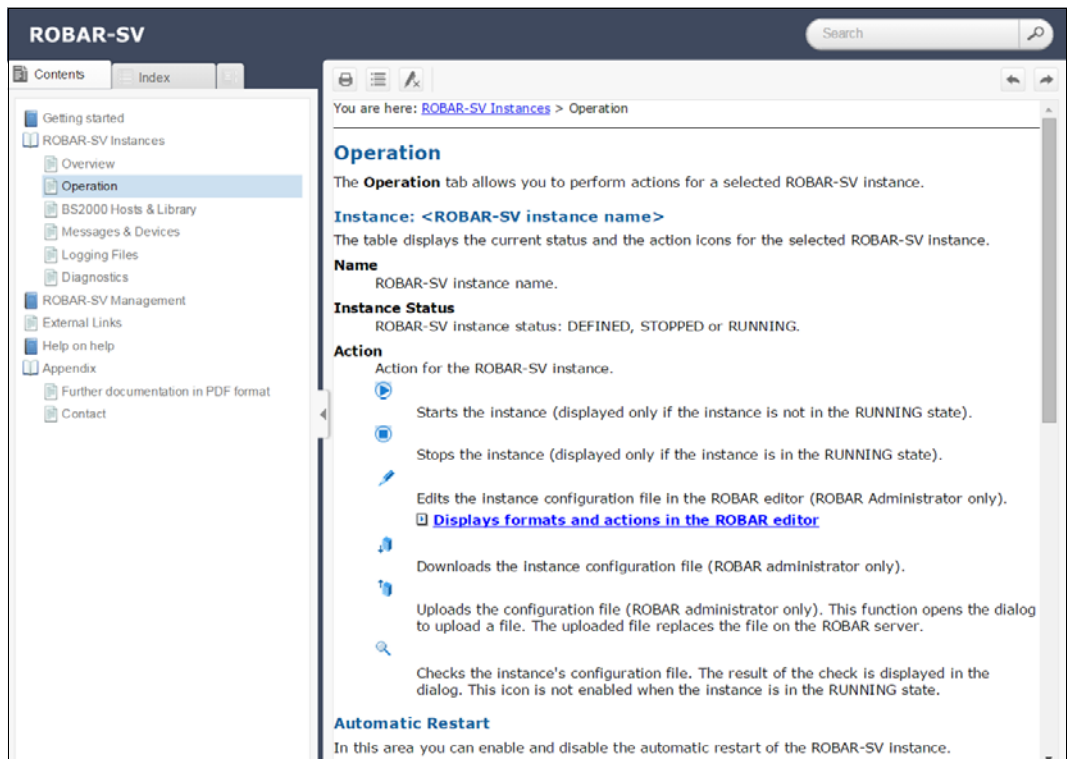 ROBAR-SV
Search
Contents
Index
Getting started
ROBAR-SV Instances
Overview
Operation
BS2000 Hosts & Library
Messages & Devices
Logging Files
Diagnostics
ROBAR-SV Management
External Links
Help on help
Appendix
Further documentation in PDF format
Contact
You are here: ROBAR-SV Instances > Operation
Operation
The Operation tab allows you to perform actions for a selected ROBAR-SV instance.
Instance: <ROBAR-SV instance name>
The table displays the current status and the action icons for the selected ROBAR-SV instance.
Name
ROBAR-SV instance name.
Instance Status
ROBAR-SV instance status: DEFINED, STOPPED or RUNNING.
Action
Action for the ROBAR-SV instance.
Starts the instance (displayed only if the instance is not in the RUNNING state).
Stops the instance (displayed only if the instance is in the RUNNING state).
Edits the instance configuration file in the ROBAR editor (ROBAR Administrator only).
Displays formats and actions in the ROBAR editor
Downloads the instance configuration file (ROBAR administrator only).
Uploads the configuration file (ROBAR administrator only). This function opens the dialog
to upload a file. The uploaded file replaces the file on the ROBAR server.
Checks the instance's configuration file. The result of the check is displayed in the
dialog. This icon is not enabled when the instance is in the RUNNING state.
Automatic Restart
In this area you can enable and disable the automatic restart of the ROBAR-SV instance.